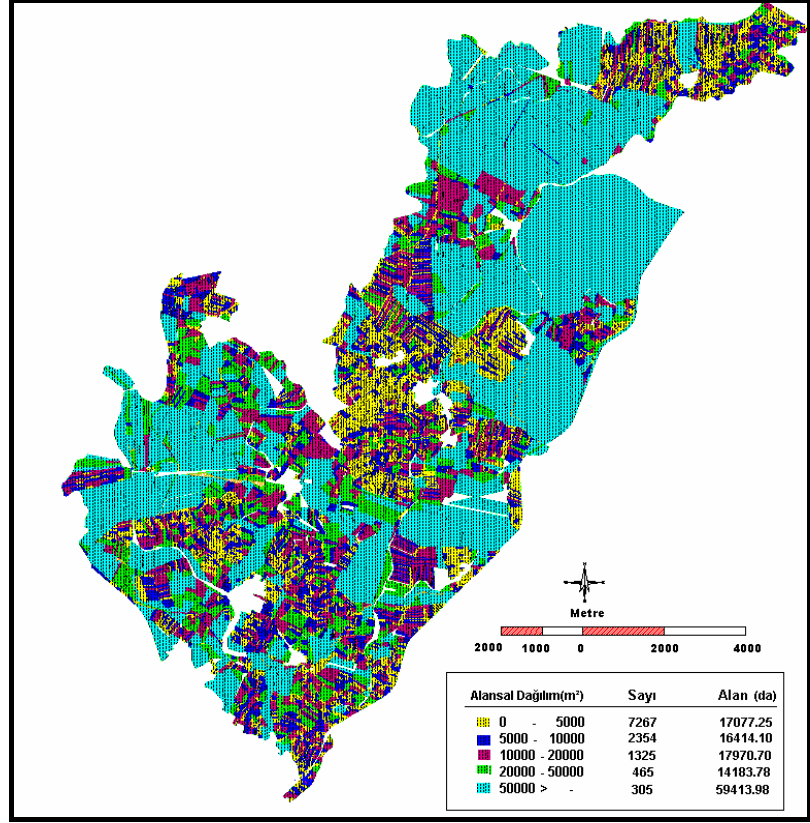 Metre
2000 1000 0 2000 4000
Alansal Dağılım(m²) Sayı Alan (da)
0 - 5000 7267 17077.25
5000 - 10000 2354 16414.10
10000 - 20000 1325 17970.70
20000 - 50000 465 14183.78
50000 > - 305 59413.98